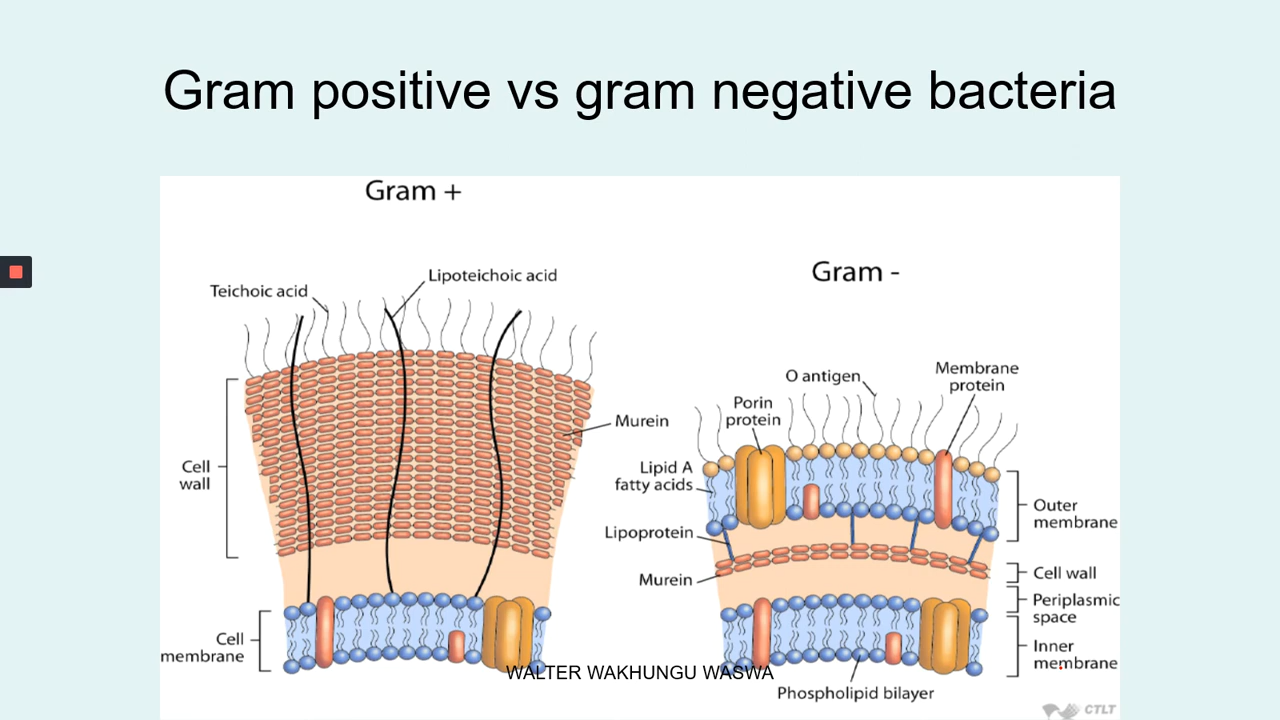 Gram positive vs gram negative bacteria
Gram +
Gram -
Teichoic acid
Lipoteichoic acid
Murein
Cell
wall
Cell
membrane
O antigen
Membrane
protein
Porin
protein
Lipid A
fatty acids
Lipoprotein
Murein
Outer
membrane
Cell wall
Periplasmic
space
Inner
membrane
Phospholipid bilayer
WALTER WAKHUNGU WASWA
CTLT